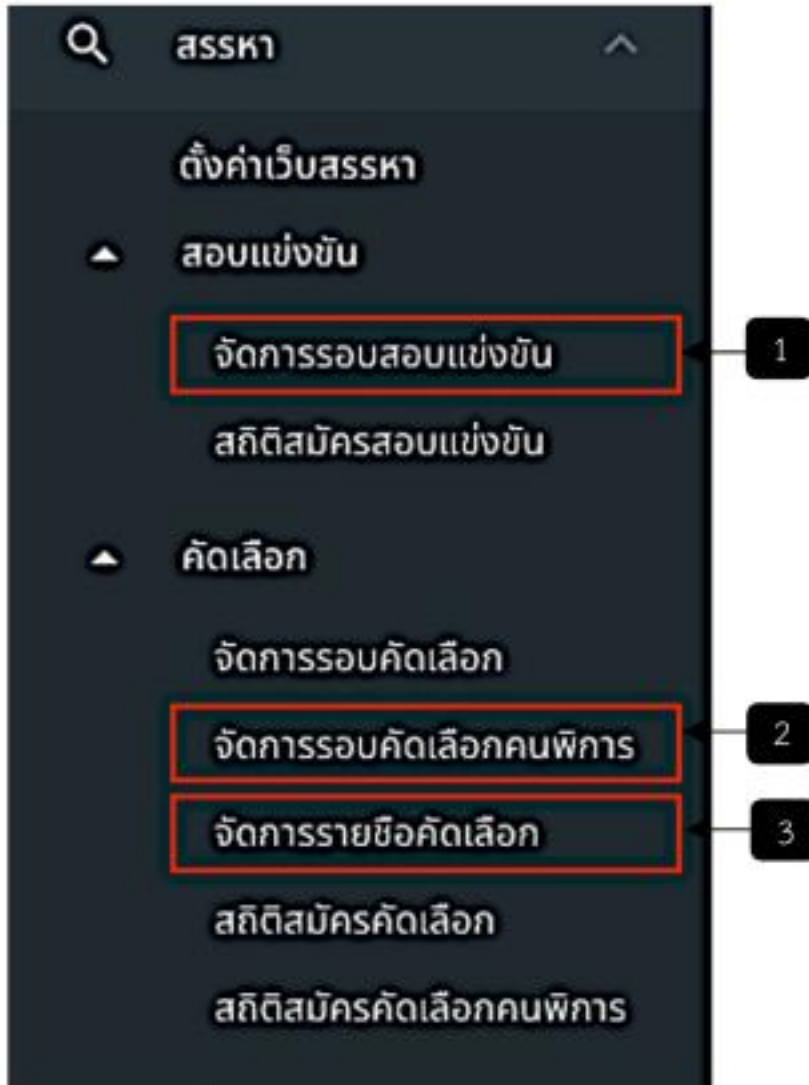 สรรหา
ตั้งค่าเว็บสรรหา
สอบแข่งขัน
จัดการรอบสอบแข่งขัน
1
สถิติสมัครสอบแข่งขัน
คัดเลือก
จัดการรอบคัดเลือก
จัดการรอบคัดเลือกคนพิการ
2
จัดการรายชื่อคัดเลือก
3
สถิติสมัครคัดเลือก
สถิติสมัครคัดเลือกคนพิการ